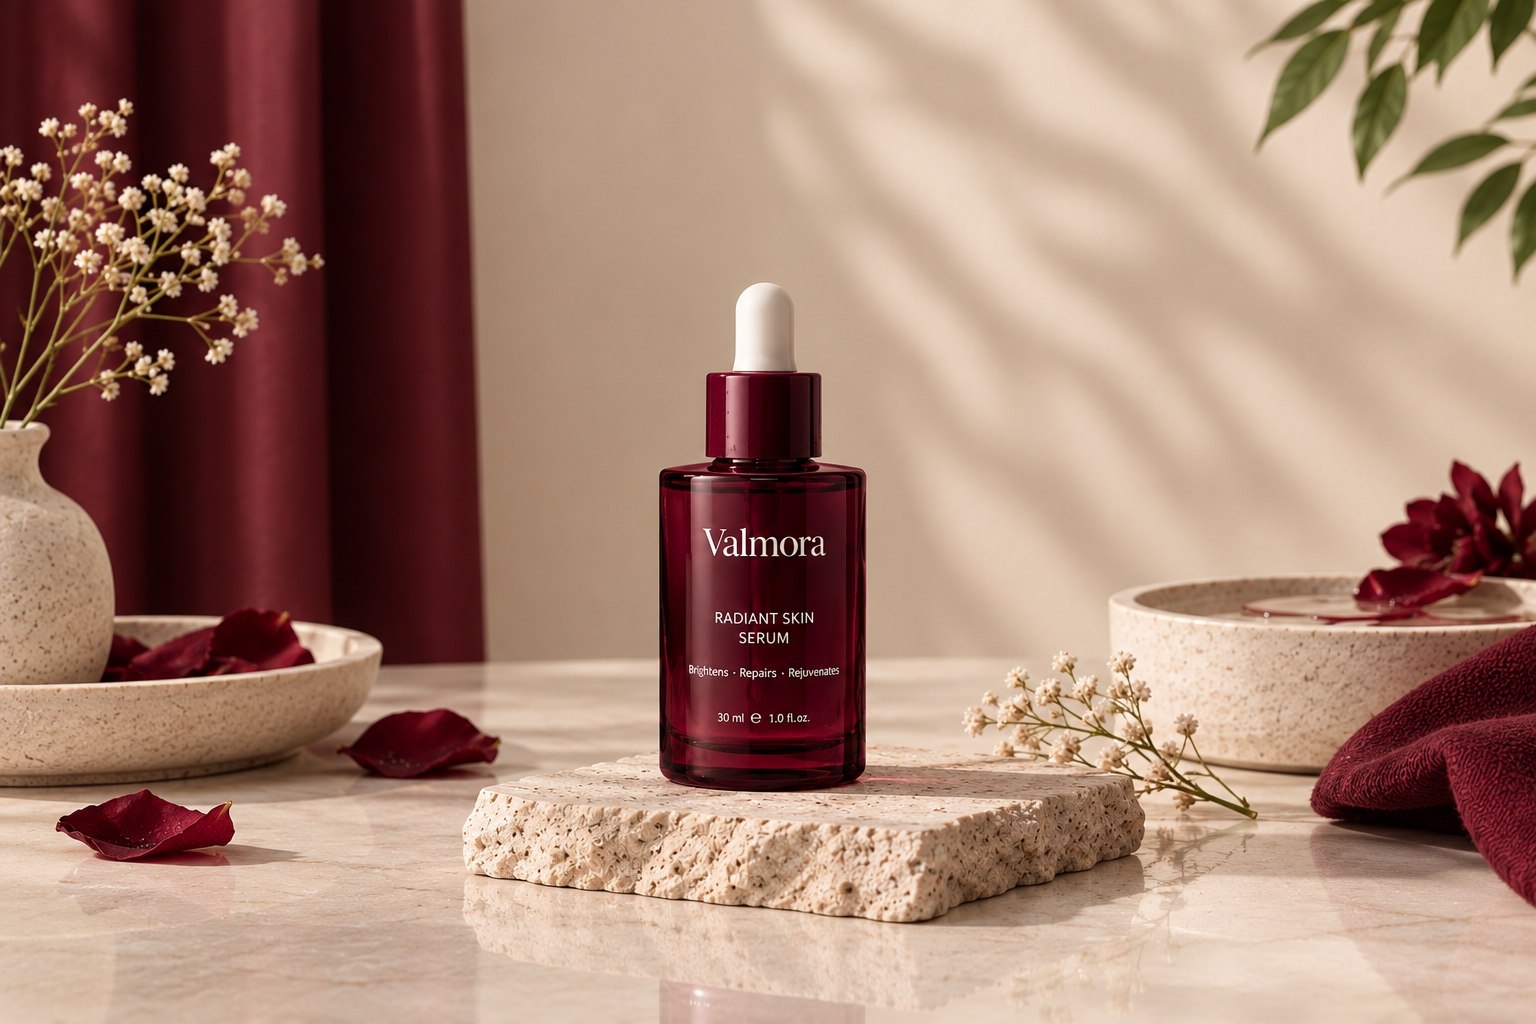 Valmora
RADIANT SKIN
SERUM
Brightens · Repairs · Rejuvenates
30 ml ℮ 1.0 fl.oz.